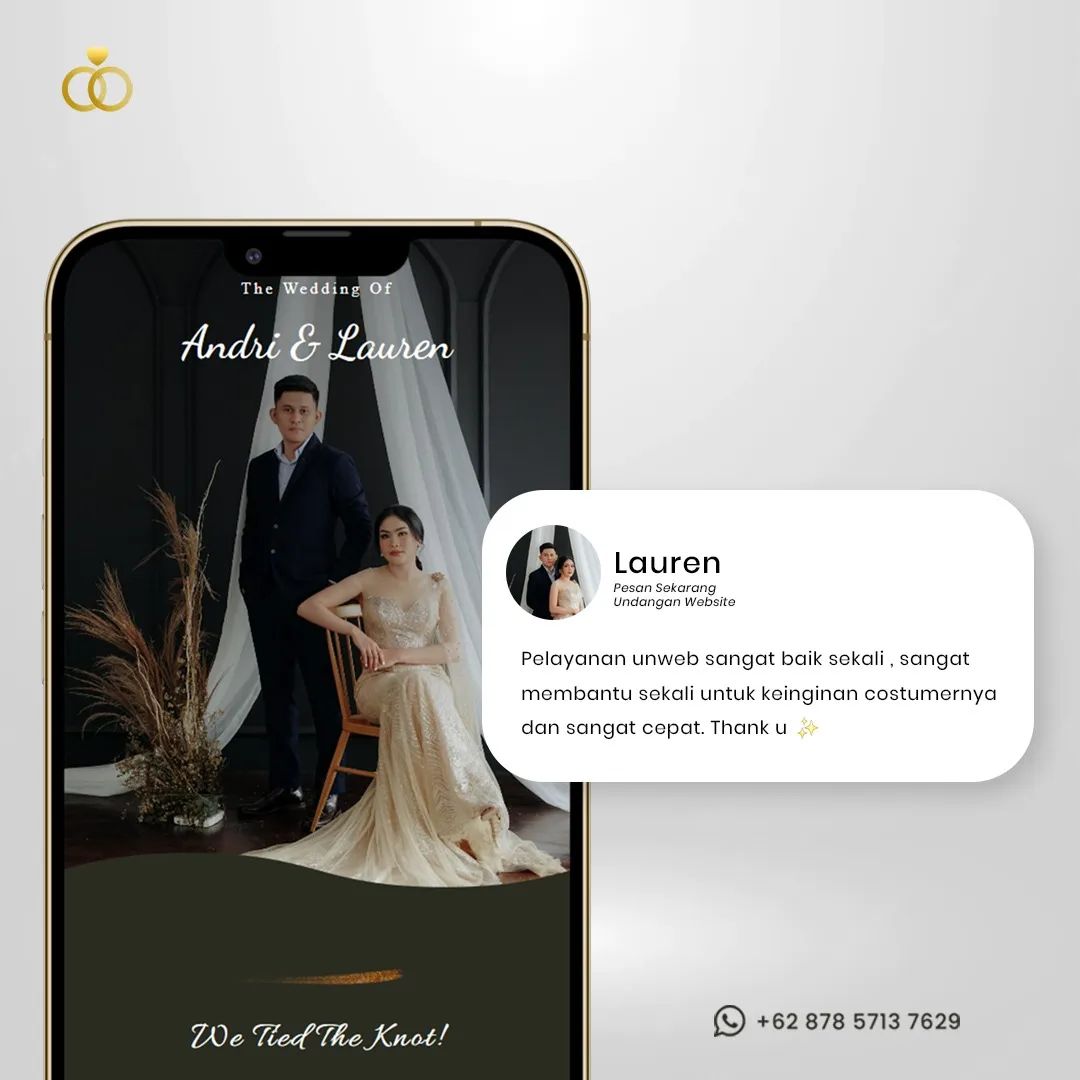 The Wedding Of
Andri & Lauren
Lauren
Pesan Sekarang
Undangan Website
Pelayanan unweb sangat baik sekali , sangat
membantu sekali untuk keinginan costumernya
dan sangat cepat. Thank u ✨
We Tied The Knot!
+62 878 5713 7629